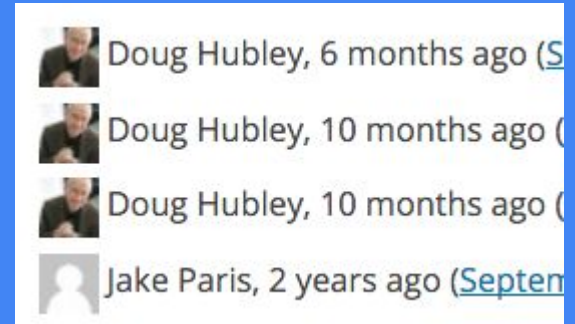 Doug Hubley, 6 months ago (S
Doug Hubley, 10 months ago (
Doug Hubley, 10 months ago (
Jake Paris, 2 years ago (Septem